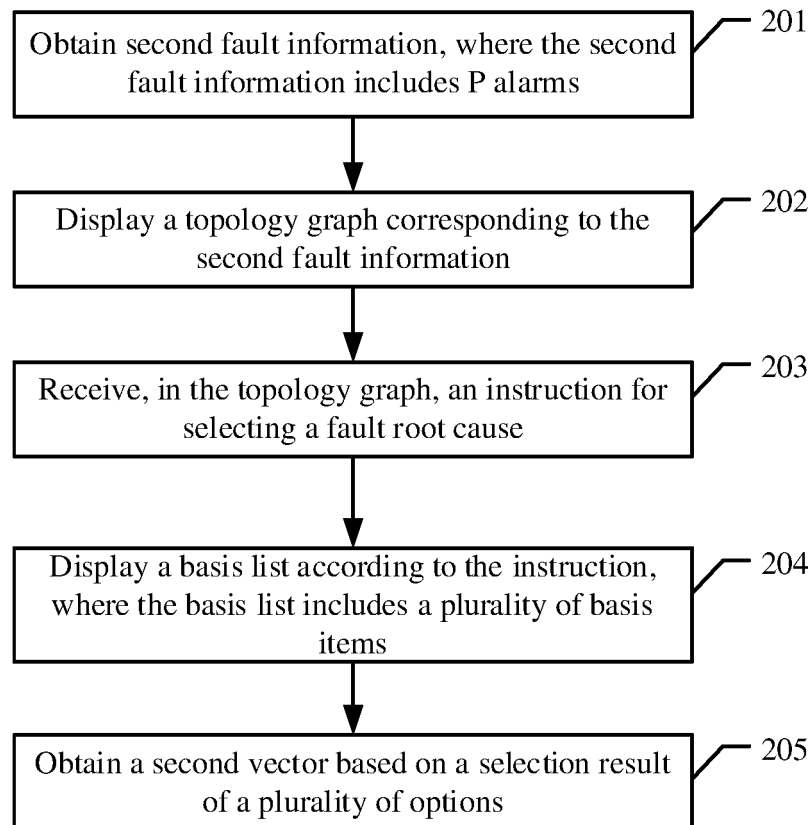 Obtain second fault information, where the second
fault information includes P alarms
201
Display a topology graph corresponding to the
second fault information
202
Receive, in the topology graph, an instruction for
selecting a fault root cause
203
Display a basis list according to the instruction,
where the basis list includes a plurality of basis
items
204
Obtain a second vector based on a selection result
of a plurality of options
205